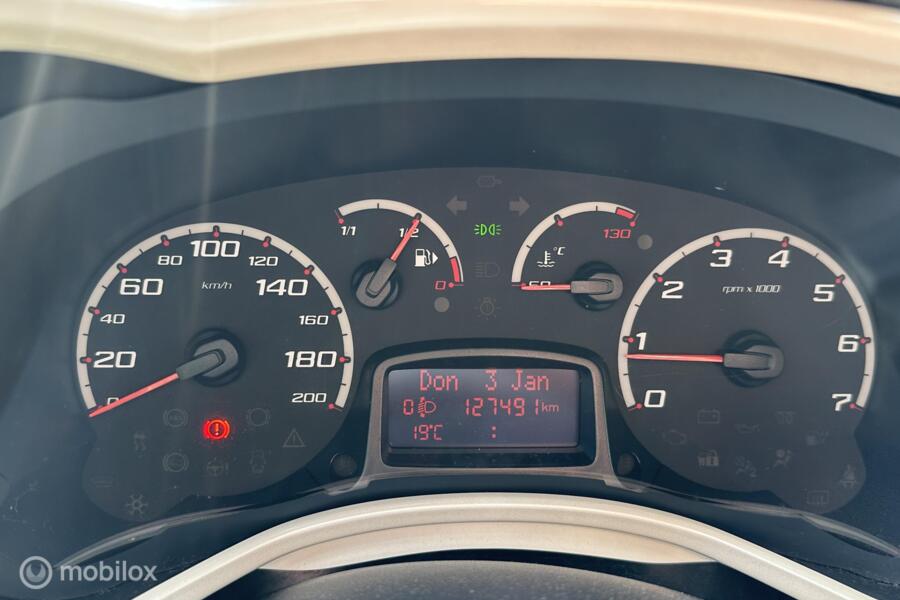 1/1 1/2 0
°C
50 130
0 20 40 60 80 100 120 140 160 180 200
km/h
0 1 2 3 4 5 6 7
rpm x 1000
Don 3 Jan
0 127491 km
19°C :
mobilox